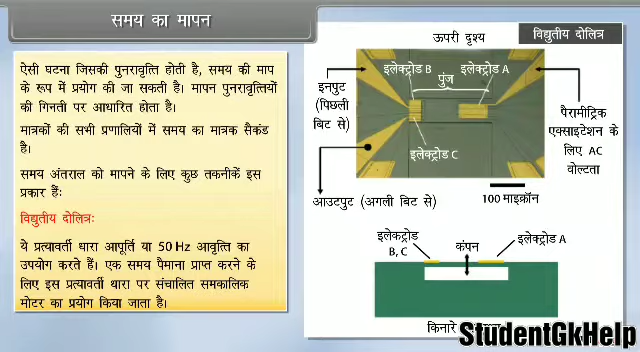 समय का मापन
ऐसी घटना जिसकी पुनरावृत्ति होती है, समय की माप
के रूप में प्रयोग की जा सकती है। मापन पुनरावृत्तियों
की गिनती पर आधारित होता है।
मात्रकों की सभी प्रणालियों में समय का मात्रक सैकंड
है।
समय अंतराल को मापने के लिए कुछ तकनीकें इस
प्रकार हैंः
विद्युतीय दोलित्रः
ये प्रत्यावर्ती धारा आपूर्ति या 50 Hz आवृत्ति का
उपयोग करते हैं। एक समय पैमाना प्राप्त करने के
लिए इस प्रत्यावर्ती धारा पर संचालित समकालिक
मोटर का प्रयोग किया जाता है।
विद्युतीय दोलित्र
ऊपरी दृश्य
इलेक्ट्रोड B
इलेक्ट्रोड A
पुंज
इनपुट
(पिछली
बिट से)
इलेक्ट्रोड C
पैरामीट्रिक
एक्साइटेशन के
लिए AC
वोल्टता
आउटपुट (अगली बिट से)
100 माइक्रॉन
इलेकट्रोड
B, C
कंपन
इलेक्ट्रोड A
किनारे
StudentGkHelp